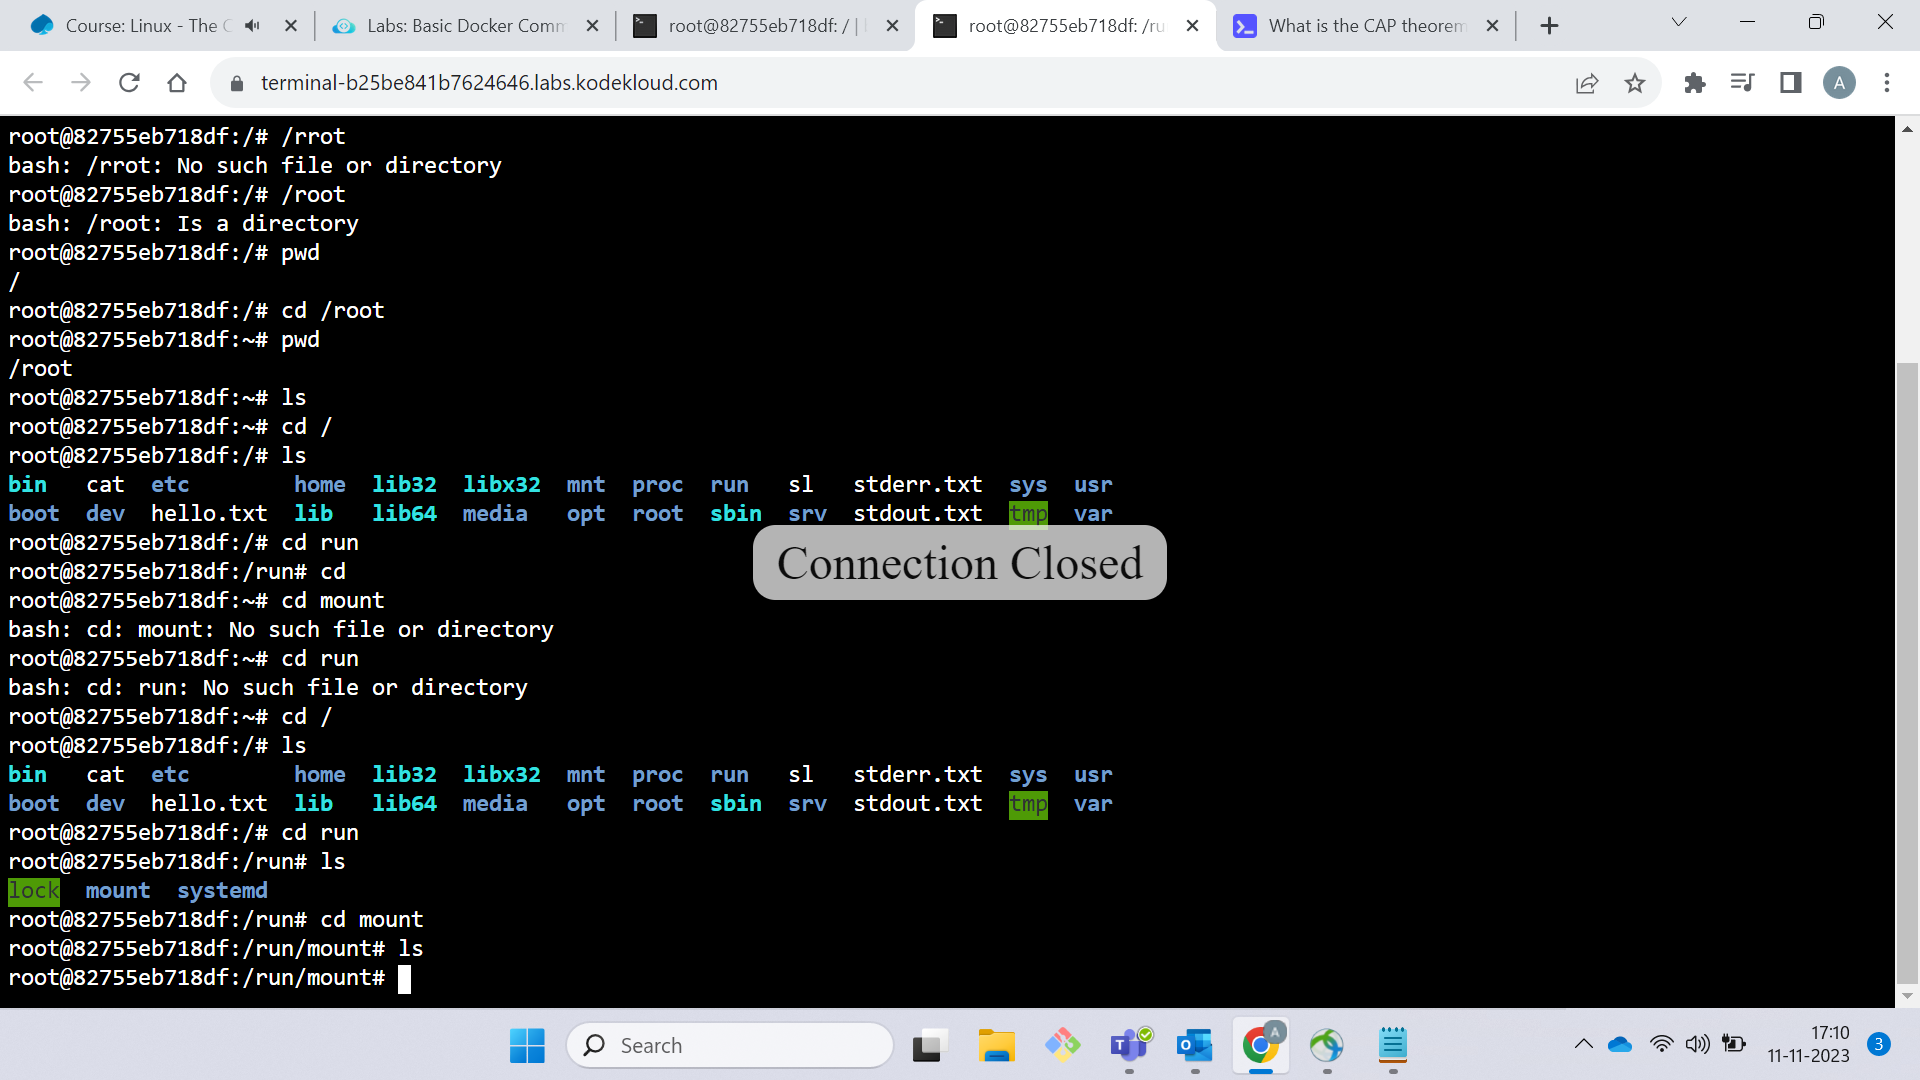 Course: Linux - The C
Labs: Basic Docker Comm
root@82755eb718df: / |
root@82755eb718df: /ru
What is the CAP theorem
terminal-b25be841b7624646.labs.kodekloud.com
A
root@82755eb718df:/# /rrot
bash: /rrot: No such file or directory
root@82755eb718df:/# /root
bash: /root: Is a directory
root@82755eb718df:/# pwd
/
root@82755eb718df:/# cd /root
root@82755eb718df:~# pwd
/root
root@82755eb718df:~# ls
root@82755eb718df:~# cd /
root@82755eb718df:/# ls
bin cat etc home lib32 libx32 mnt proc run sl stderr.txt sys usr
boot dev hello.txt lib lib64 media opt root sbin srv stdout.txt tmp var
root@82755eb718df:/# cd run
Connection Closed
root@82755eb718df:/run# cd
root@82755eb718df:~# cd mount
bash: cd: mount: No such file or directory
root@82755eb718df:~# cd run
bash: cd: run: No such file or directory
root@82755eb718df:~# cd /
root@82755eb718df:/# ls
bin cat etc home lib32 libx32 mnt proc run sl stderr.txt sys usr
boot dev hello.txt lib lib64 media opt root sbin srv stdout.txt tmp var
root@82755eb718df:/# cd run
root@82755eb718df:/run# ls
lock mount systemd
root@82755eb718df:/run# cd mount
root@82755eb718df:/run/mount# ls
root@82755eb718df:/run/mount#
Search
A
17:10
11-11-2023
3